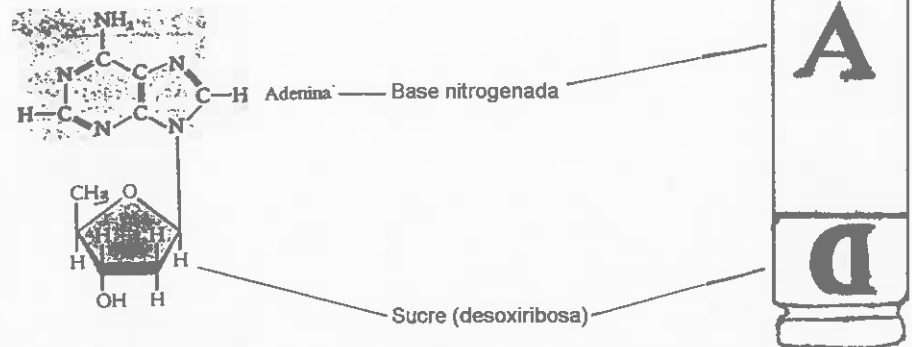 NH₂
N C C N
C-H Adenina — Base nitrogenada
H-C N C N
CH₃ O
H H H H
OH H
Sucre (desoxiribosa)
A
D